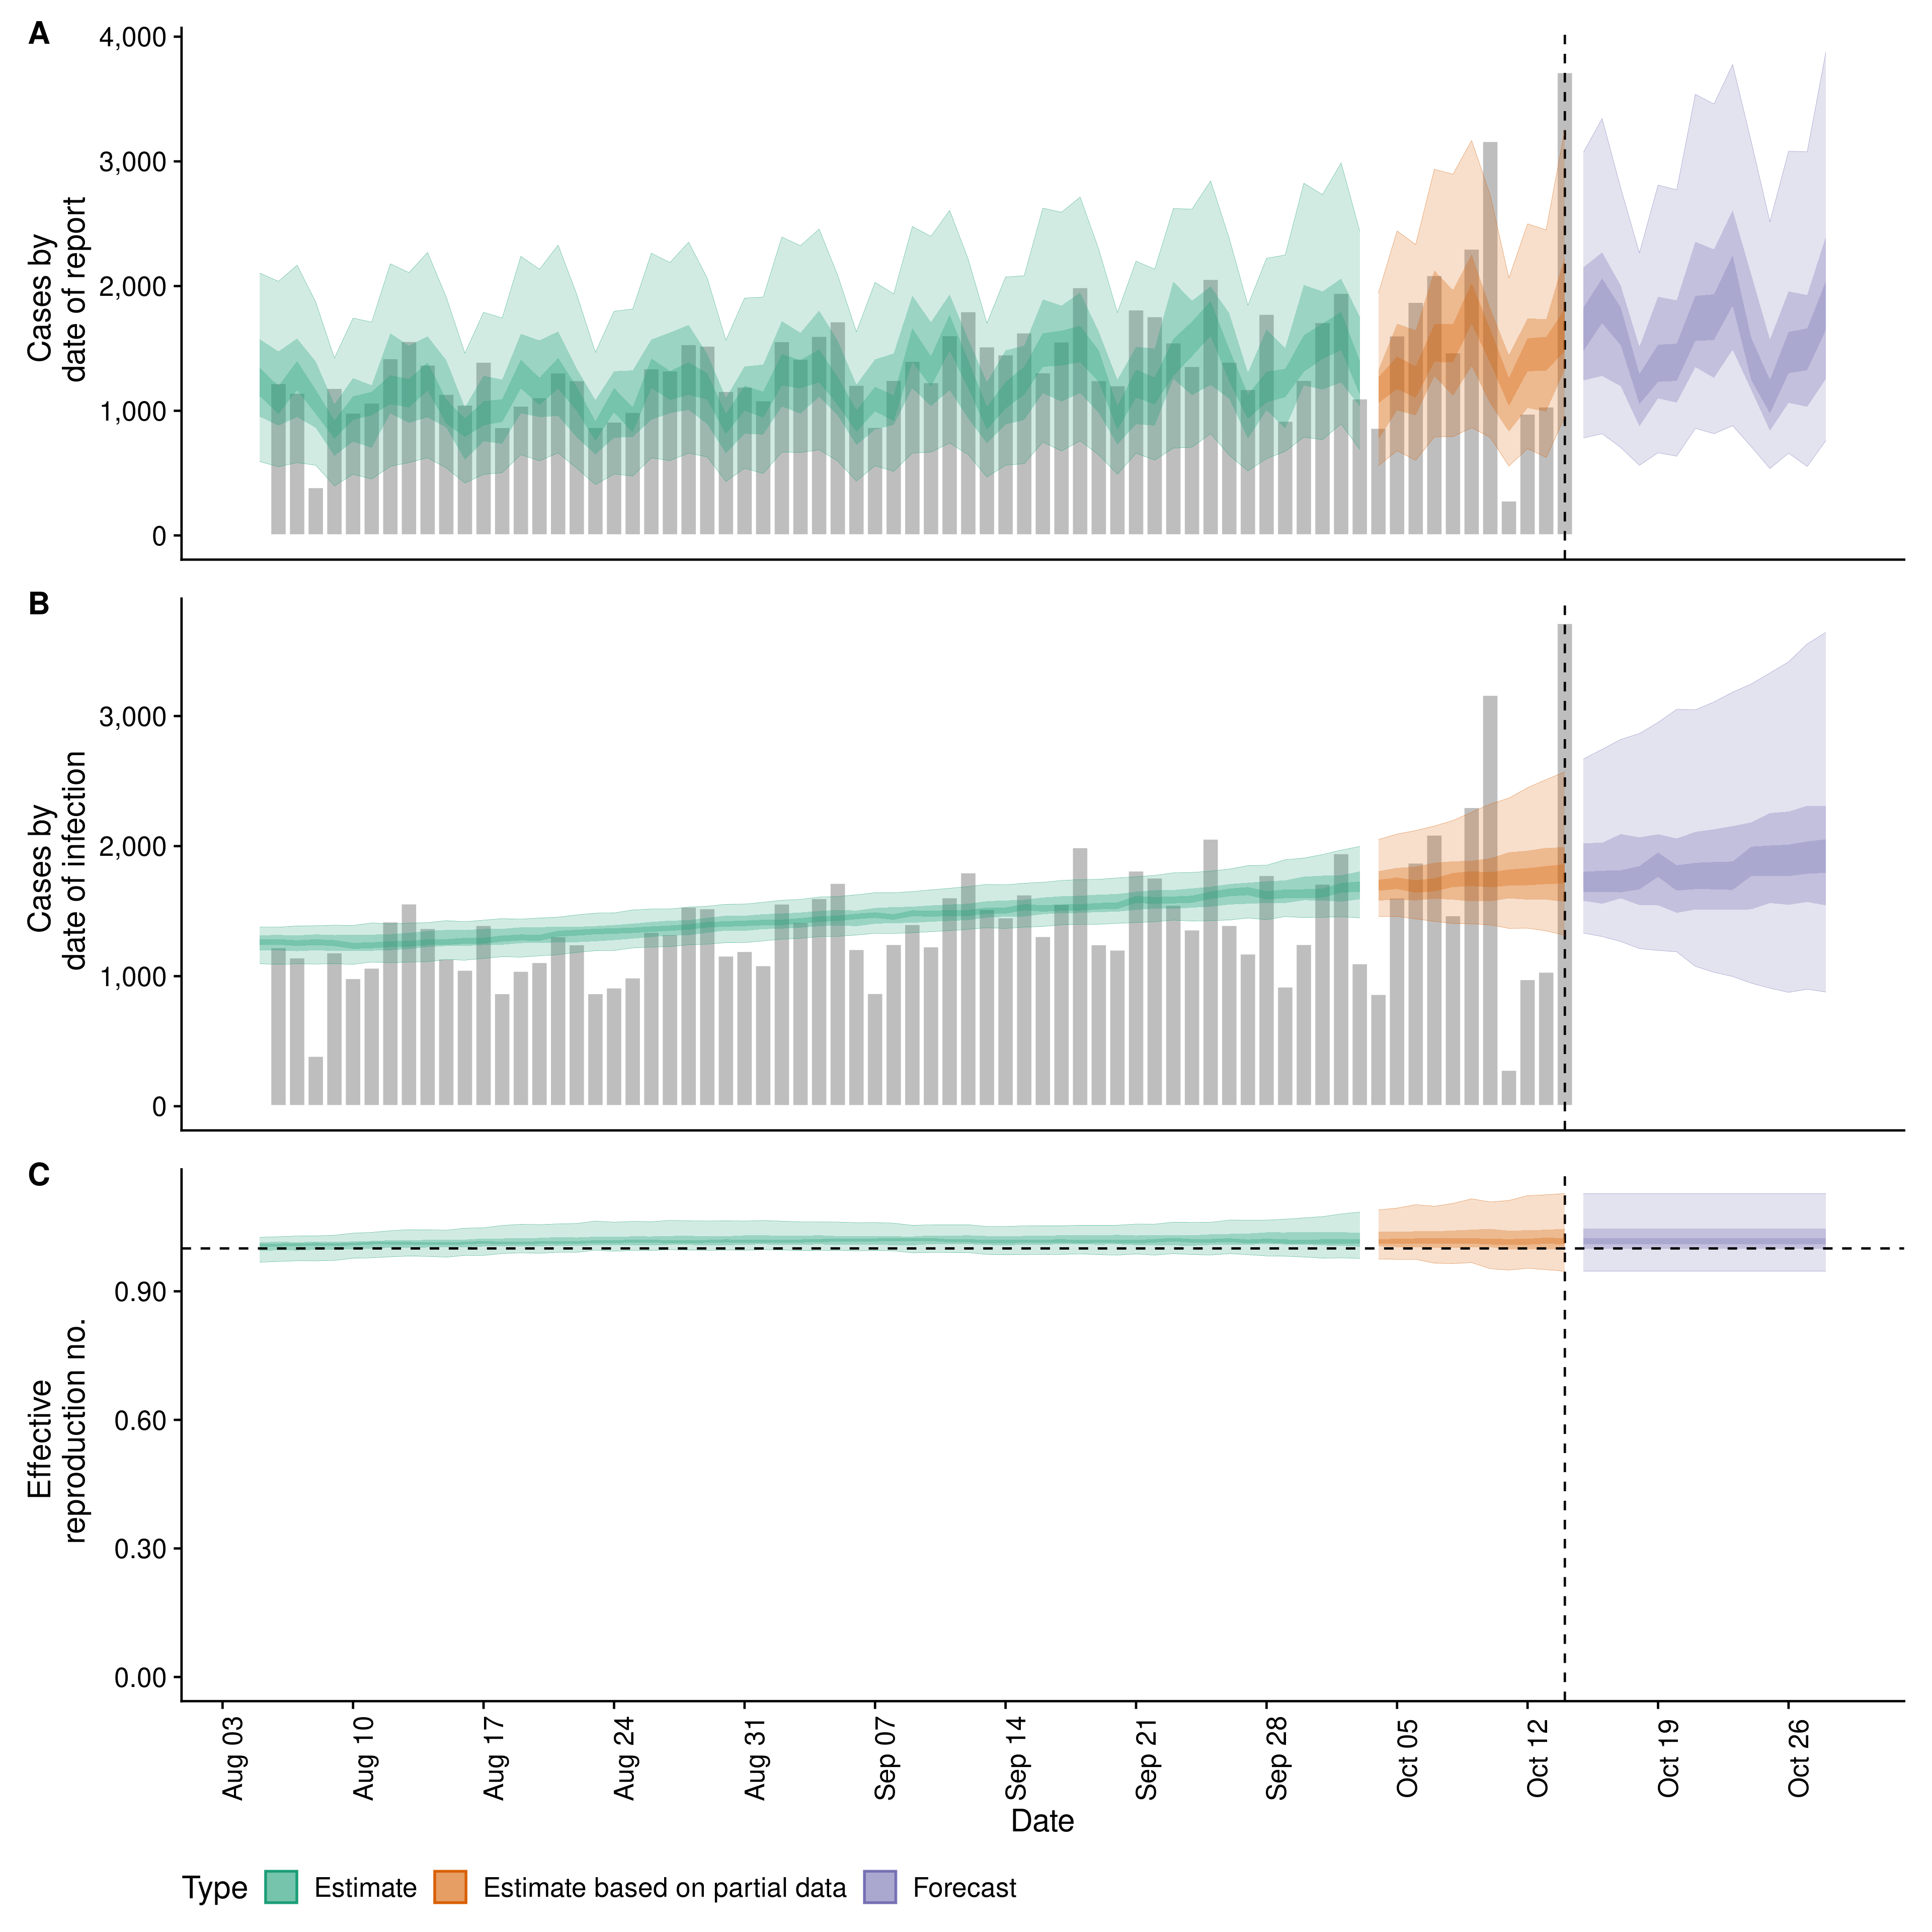 A
4,000
3,000
2,000
1,000
0
Cases by
date of report
B
3,000
2,000
1,000
0
Cases by
date of infection
C
0.90
0.60
0.30
0.00
Effective
reproduction no.
Aug 03
Aug 10
Aug 17
Aug 24
Aug 31
Sep 07
Sep 14
Sep 21
Sep 28
Oct 05
Oct 12
Oct 19
Oct 26
Date
Type Estimate Estimate based on partial data Forecast